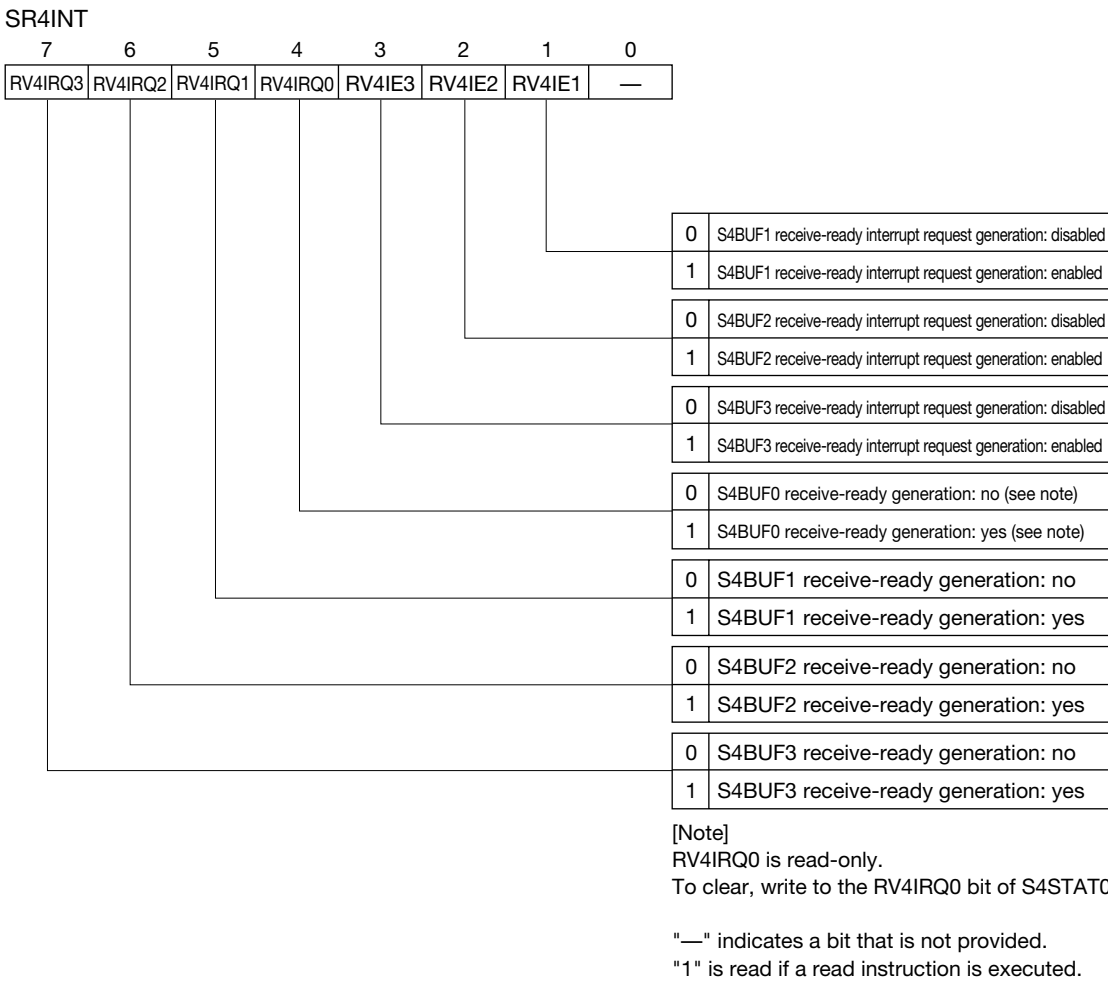 SR4INT
7 6 5 4 3 2 1 0
RV4IRQ3 RV4IRQ2 RV4IRQ1 RV4IRQ0 RV4IE3 RV4IE2 RV4IE1 —
0 S4BUF1 receive-ready interrupt request generation: disabled
1 S4BUF1 receive-ready interrupt request generation: enabled
0 S4BUF2 receive-ready interrupt request generation: disabled
1 S4BUF2 receive-ready interrupt request generation: enabled
0 S4BUF3 receive-ready interrupt request generation: disabled
1 S4BUF3 receive-ready interrupt request generation: enabled
0 S4BUF0 receive-ready generation: no (see note)
1 S4BUF0 receive-ready generation: yes (see note)
0 S4BUF1 receive-ready generation: no
1 S4BUF1 receive-ready generation: yes
0 S4BUF2 receive-ready generation: no
1 S4BUF2 receive-ready generation: yes
0 S4BUF3 receive-ready generation: no
1 S4BUF3 receive-ready generation: yes
[Note]
RV4IRQ0 is read-only.
To clear, write to the RV4IRQ0 bit of S4STAT0
"—" indicates a bit that is not provided.
"1" is read if a read instruction is executed.